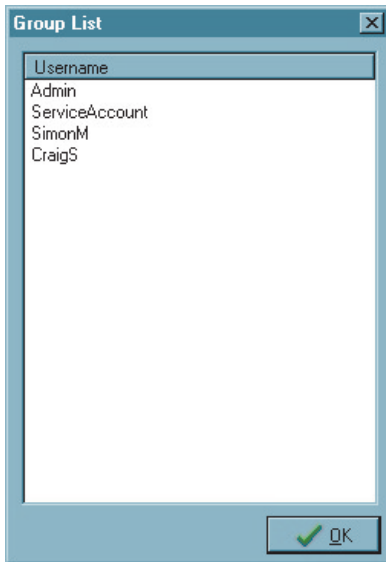 Group List
Username
Admin
ServiceAccount
SimonM
CraigS
OK